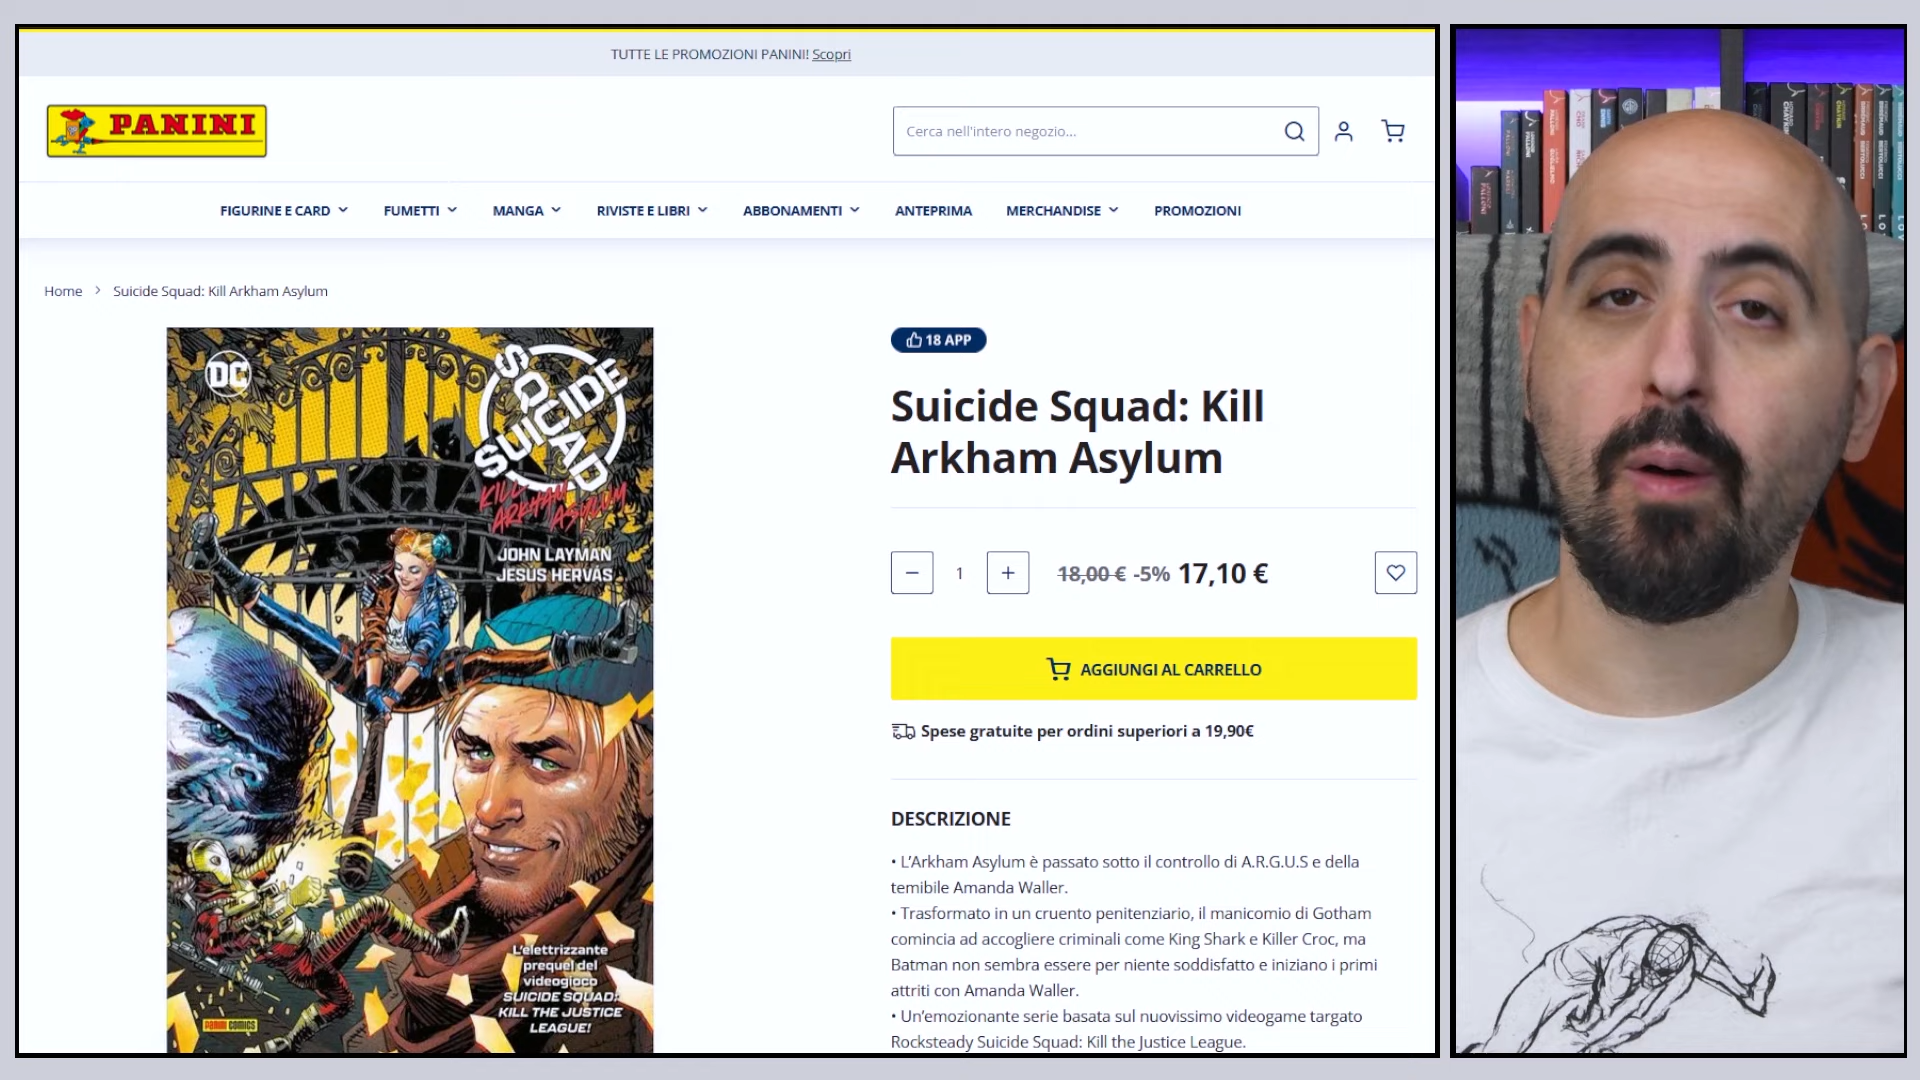 TUTTE LE PROMOZIONI PANINI! Scopri
PANINI
Cerca nell'intero negozio...
FIGURINE E CARD
FUMETTI
MANGA
RIVISTE E LIBRI
ABBONAMENTI
ANTEPRIMA
MERCHANDISE
PROMOZIONI
Home > Suicide Squad: Kill Arkham Asylum
DC
SUICIDE SQUAD
KILL
ARKHAM
ASYLUM
JOHN LAYMAN
JESUS HERVÁS
L'elettrizzante
prequel del
videogioco
SUICIDE SQUAD:
KILL THE JUSTICE
LEAGUE!
PANINI COMICS
18 APP
Suicide Squad: Kill
Arkham Asylum
1
18,00 € -5% 17,10 €
AGGIUNGI AL CARRELLO
Spese gratuite per ordini superiori a 19,90€
DESCRIZIONE
• L'Arkham Asylum è passato sotto il controllo di A.R.G.U.S e della
temibile Amanda Waller.
• Trasformato in un cruento penitenziario, il manicomio di Gotham
comincia ad accogliere criminali come King Shark e Killer Croc, ma
Batman non sembra essere per niente soddisfatto e iniziano i primi
attriti con Amanda Waller.
• Un'emozionante serie basata sul nuovissimo videogame targato
Rocksteady Suicide Squad: Kill the Justice League.